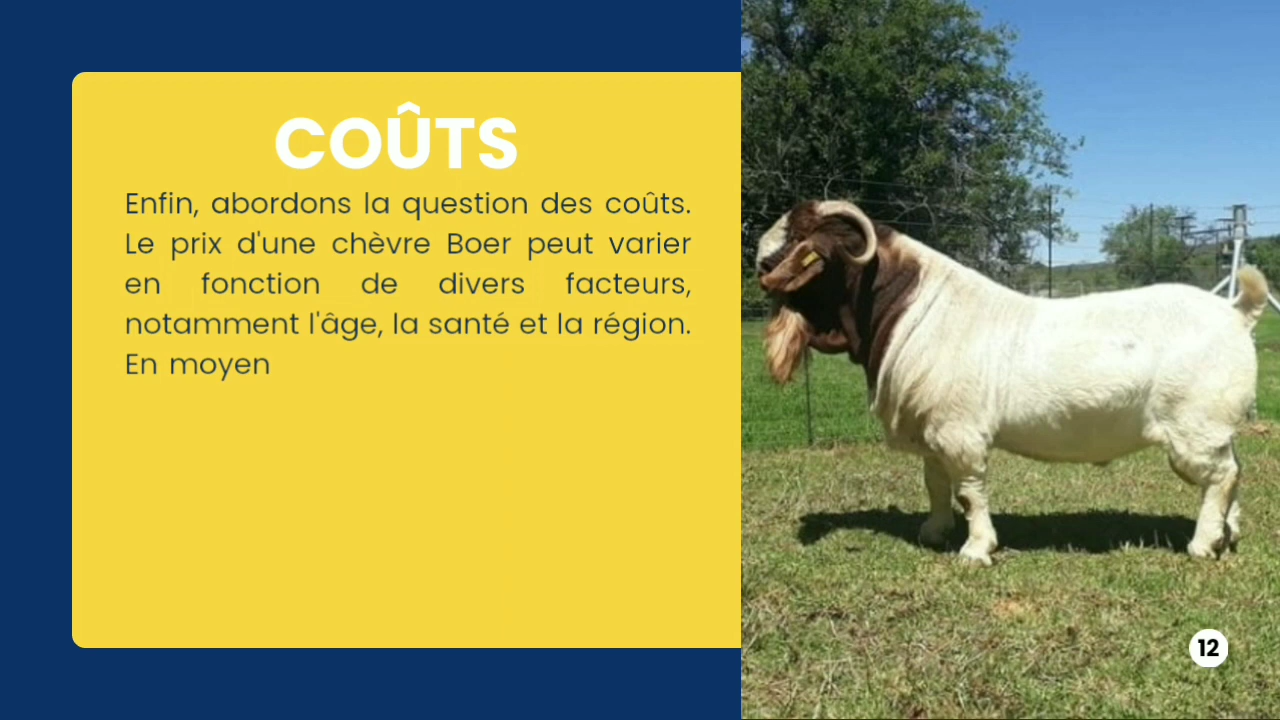 COÛTS
Enfin, abordons la question des coûts.
Le prix d'une chèvre Boer peut varier
en fonction de divers facteurs,
notamment l'âge, la santé et la région.
En moyen
12